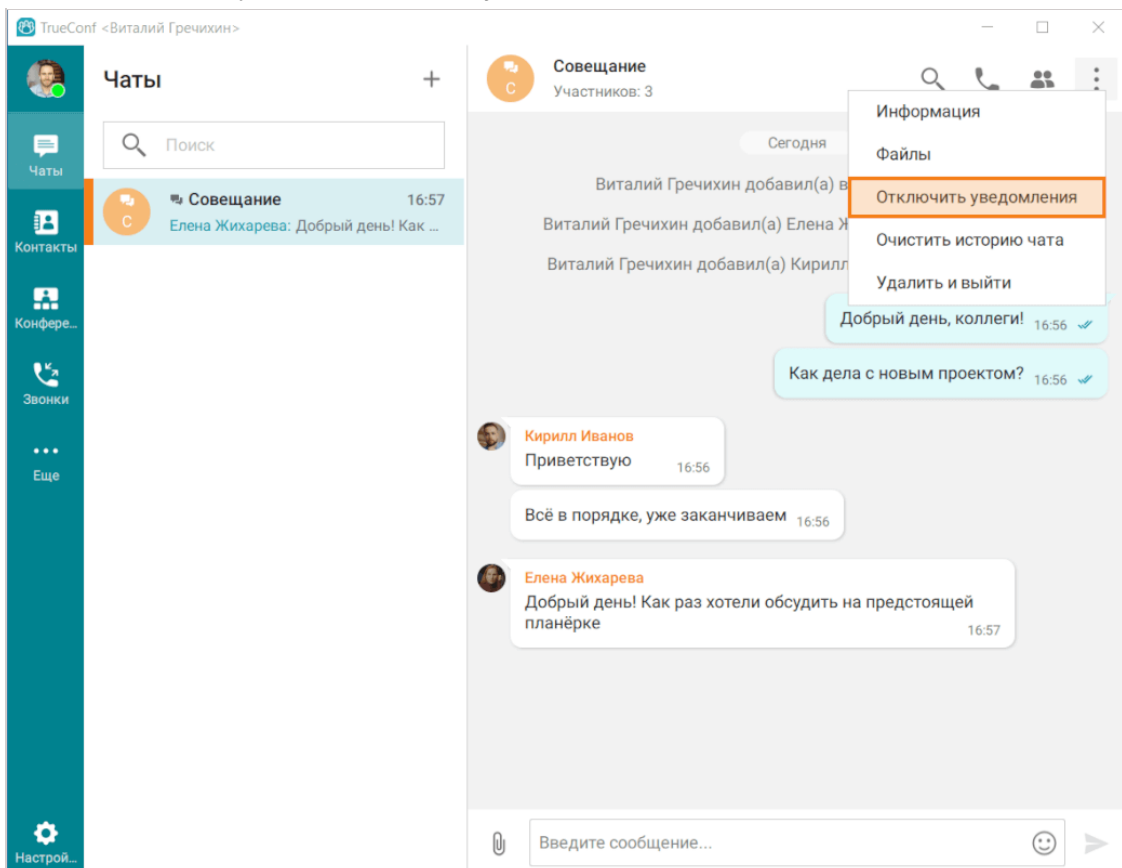 TrueConf <Виталий Гречихин>
Чаты
Контакты
Конфере...
Звонки
Еще
Настрой...
Чаты
Поиск
Совещание 16:57
Елена Жихарева: Добрый день! Как ...
С
С
Совещание
Участников: 3
Информация
Файлы
Отключить уведомления
Очистить историю чата
Удалить и выйти
Сегодня
Виталий Гречихин добавил(а) в
Виталий Гречихин добавил(а) Елена Ж
Виталий Гречихин добавил(а) Кирилл
Добрый день, коллеги! 16:56
Как дела с новым проектом? 16:56
Кирилл Иванов
Приветствую 16:56
Всё в порядке, уже заканчиваем 16:56
Елена Жихарева
Добрый день! Как раз хотели обсудить на предстоящей
планёрке 16:57
Введите сообщение...